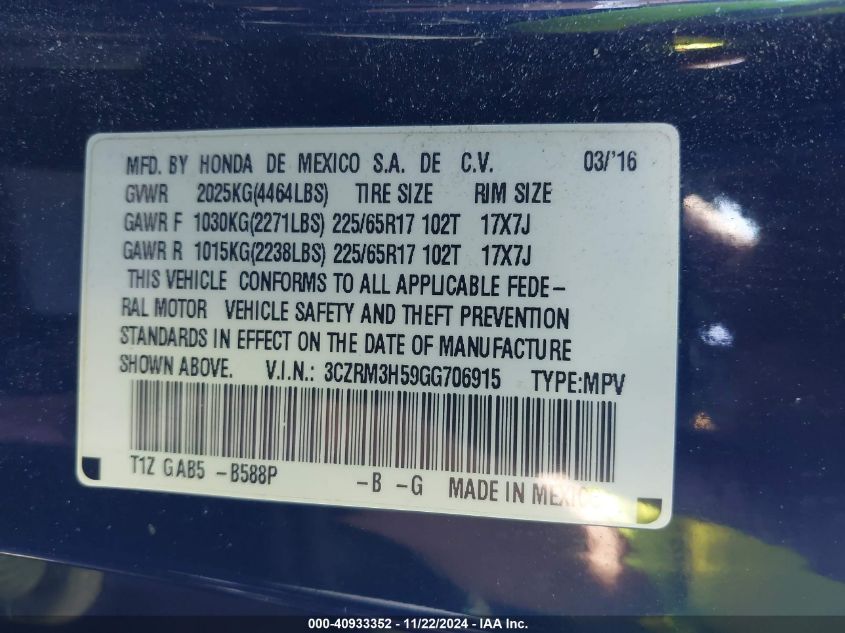 MFD. BY HONDA DE MEXICO S.A. DE C.V. 03/'16
GVWR 2025KG(4464LBS) TIRE SIZE RIM SIZE
GAWR F 1030KG(2271LBS) 225/65R17 102T 17X7J
GAWR R 1015KG(2238LBS) 225/65R17 102T 17X7J
THIS VEHICLE CONFORMS TO ALL APPLICABLE FEDE-
RAL MOTOR VEHICLE SAFETY AND THEFT PREVENTION
STANDARDS IN EFFECT ON THE DATE OF MANUFACTURE
SHOWN ABOVE. V.I.N.: 3CZRM3H59GG706915 TYPE:MPV
T1Z GAB5 -B588P -B -G MADE IN MEXICO
000-40933352 - 11/22/2024 - IAA Inc.